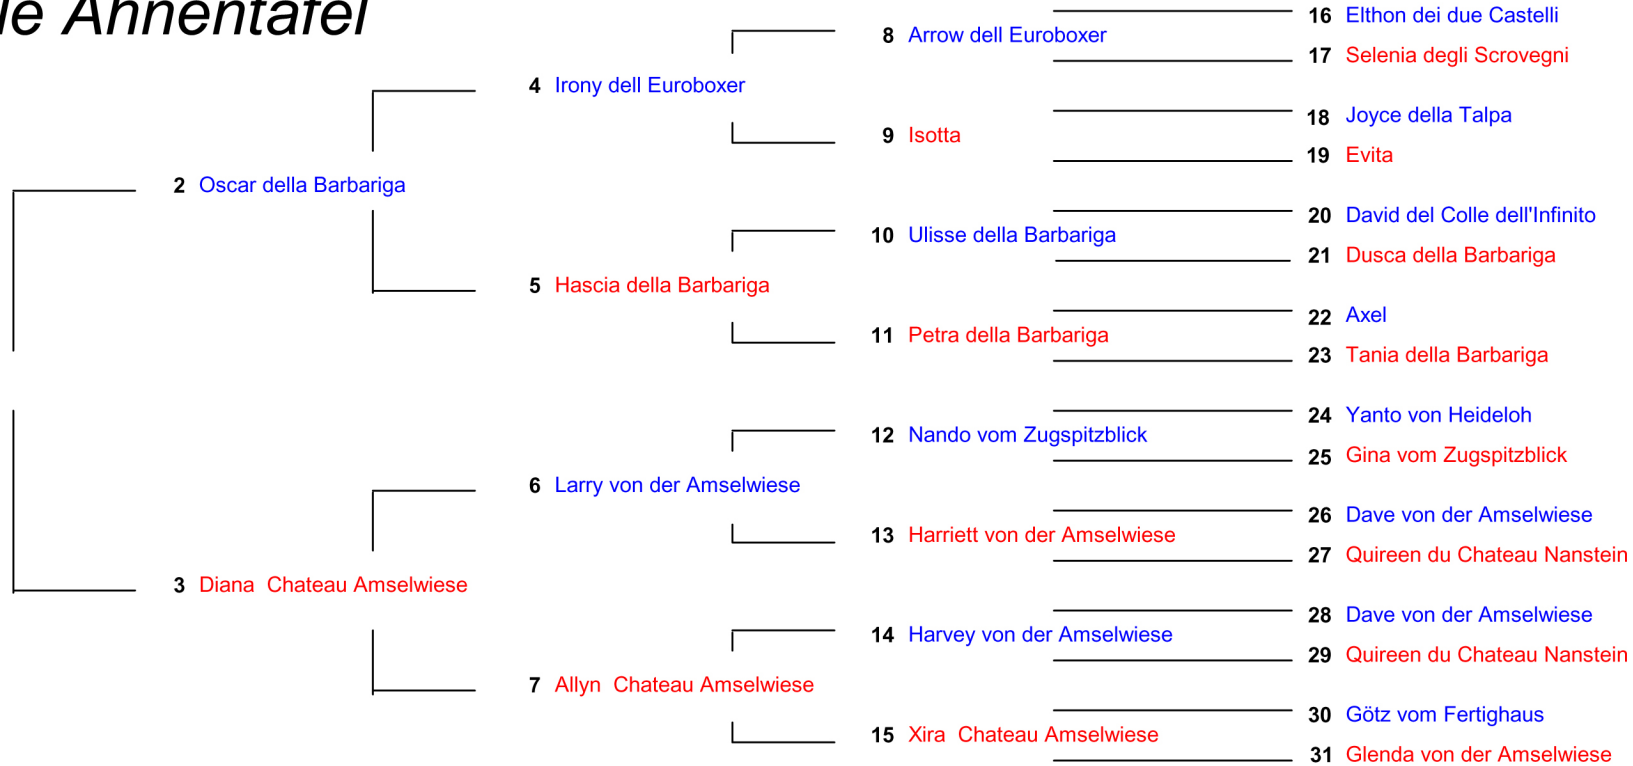 le Ahnentafel
2 Oscar della Barbariga
3 Diana  Chateau Amselwiese
4 Irony dell Euroboxer
5 Hascia della Barbariga
6 Larry von der Amselwiese
7 Allyn  Chateau Amselwiese
8 Arrow dell Euroboxer
9 Isotta
10 Ulisse della Barbariga
11 Petra della Barbariga
12 Nando vom Zugspitzblick
13 Harriett von der Amselwiese
14 Harvey von der Amselwiese
15 Xira  Chateau Amselwiese
16 Elthon dei due Castelli
17 Selenia degli Scrovegni
18 Joyce della Talpa
19 Evita
20 David del Colle dell'Infinito
21 Dusca della Barbariga
22 Axel
23 Tania della Barbariga
24 Yanto von Heideloh
25 Gina vom Zugspitzblick
26 Dave von der Amselwiese
27 Quireen du Chateau Nanstein
28 Dave von der Amselwiese
29 Quireen du Chateau Nanstein
30 Götz vom Fertighaus
31 Glenda von der Amselwiese